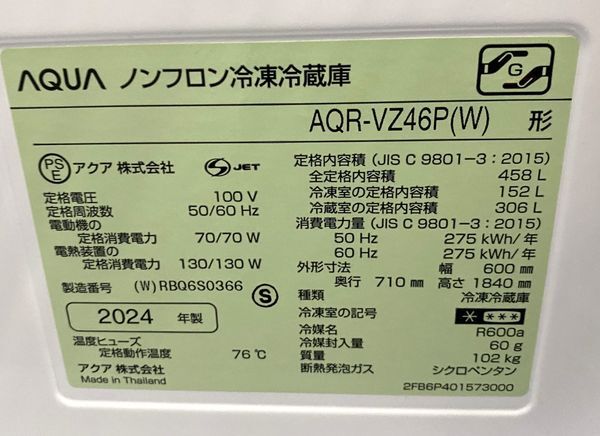 AQUA ノンフロン冷凍冷蔵庫
G
AQR-VZ46P(W) 形
PS
E アクア 株式会社 S JET
定格電圧 100 V
定格周波数 50/60 Hz
電動機の
定格消費電力 70/70 W
電熱装置の
定格消費電力 130/130 W
製造番号 (W)RBQ6S0366
S
2024 年製
温度ヒューズ
定格動作温度 76 ℃
アクア 株式会社
Made in Thailand
定格内容積 (JIS C 9801-3 : 2015)
全定格内容積 458 L
冷凍室の定格内容積 152 L
冷蔵室の定格内容積 306 L
消費電力量 (JIS C 9801-3 : 2015)
50 Hz 275 kWh/年
60 Hz 275 kWh/年
外形寸法 幅 600 ㎜
奥行 710 ㎜ 高さ 1840 ㎜
種類 冷凍冷蔵庫
冷凍室の記号 * ***
冷媒名 R600a
冷媒封入量 60 g
質量 102 kg
断熱発泡ガス シクロペンタン
2FB6P401573000